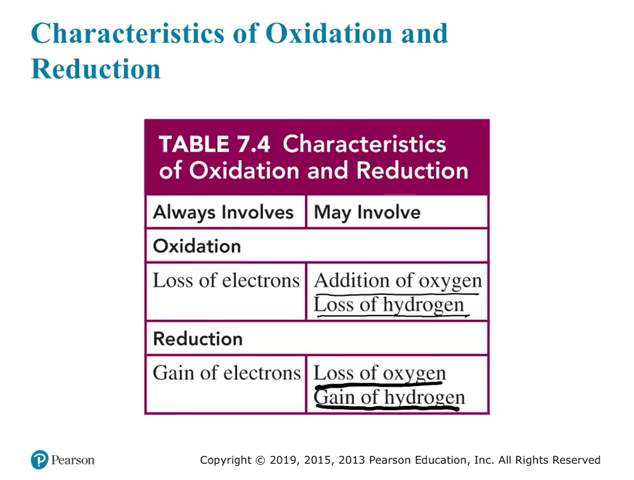 Characteristics of Oxidation and
Reduction
TABLE 7.4 Characteristics
of Oxidation and Reduction
Always Involves May Involve
Oxidation
Loss of electrons Addition of oxygen
Loss of hydrogen
Reduction
Gain of electrons Loss of oxygen
Gain of hydrogen
Pearson Copyright © 2019, 2015, 2013 Pearson Education, Inc. All Rights Reserved